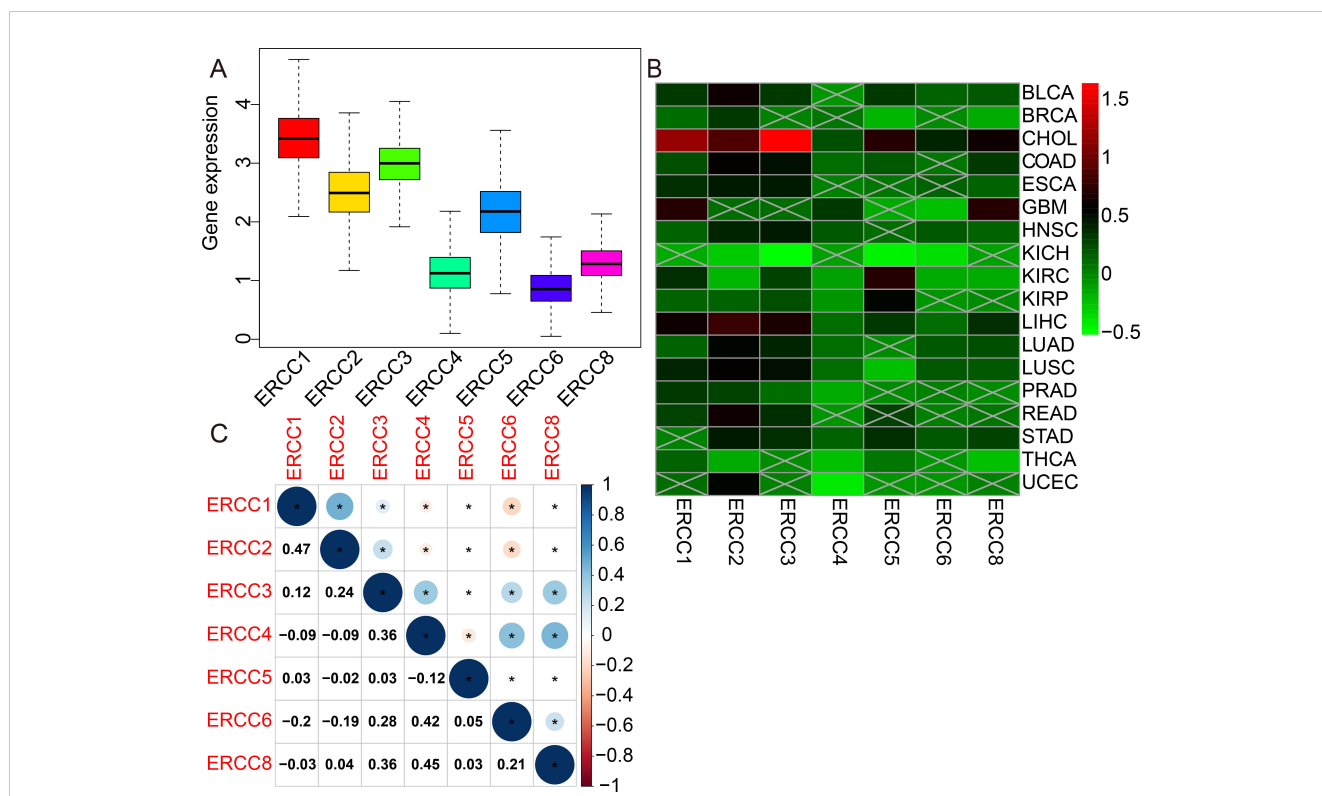 A
Gene expression
4
3
2
1
0
ERCC1 ERCC2 ERCC3 ERCC4 ERCC5 ERCC6 ERCC8
B
BLCA
BRCA
CHOL
COAD
ESCA
GBM
HNSC
KICH
KIRC
KIRP
LIHC
LUAD
LUSC
PRAD
READ
STAD
THCA
UCEC
1.5
1
0.5
0
−0.5
ERCC1 ERCC2 ERCC3 ERCC4 ERCC5 ERCC6 ERCC8
C
ERCC1 ERCC2 ERCC3 ERCC4 ERCC5 ERCC6 ERCC8
ERCC1 * * * * * * *
ERCC2 0.47 * * * * * *
ERCC3 0.12 0.24 * * * * *
ERCC4 −0.09 −0.09 0.36 * * * *
ERCC5 0.03 −0.02 0.03 −0.12 * * *
ERCC6 −0.2 −0.19 0.28 0.42 0.05 * *
ERCC8 −0.03 0.04 0.36 0.45 0.03 0.21 *
1
0.8
0.6
0.4
0.2
0
−0.2
−0.4
−0.6
−0.8
−1